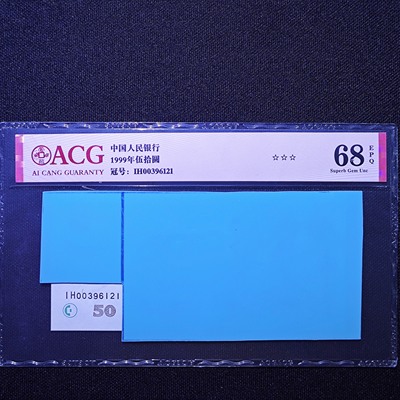 ACG
AI CANG GUARANTY
中国人民银行
1999年伍拾圆
冠号: IH00396121
☆☆☆
68
EPQ
Superb Gem Unc
IH00396121
50